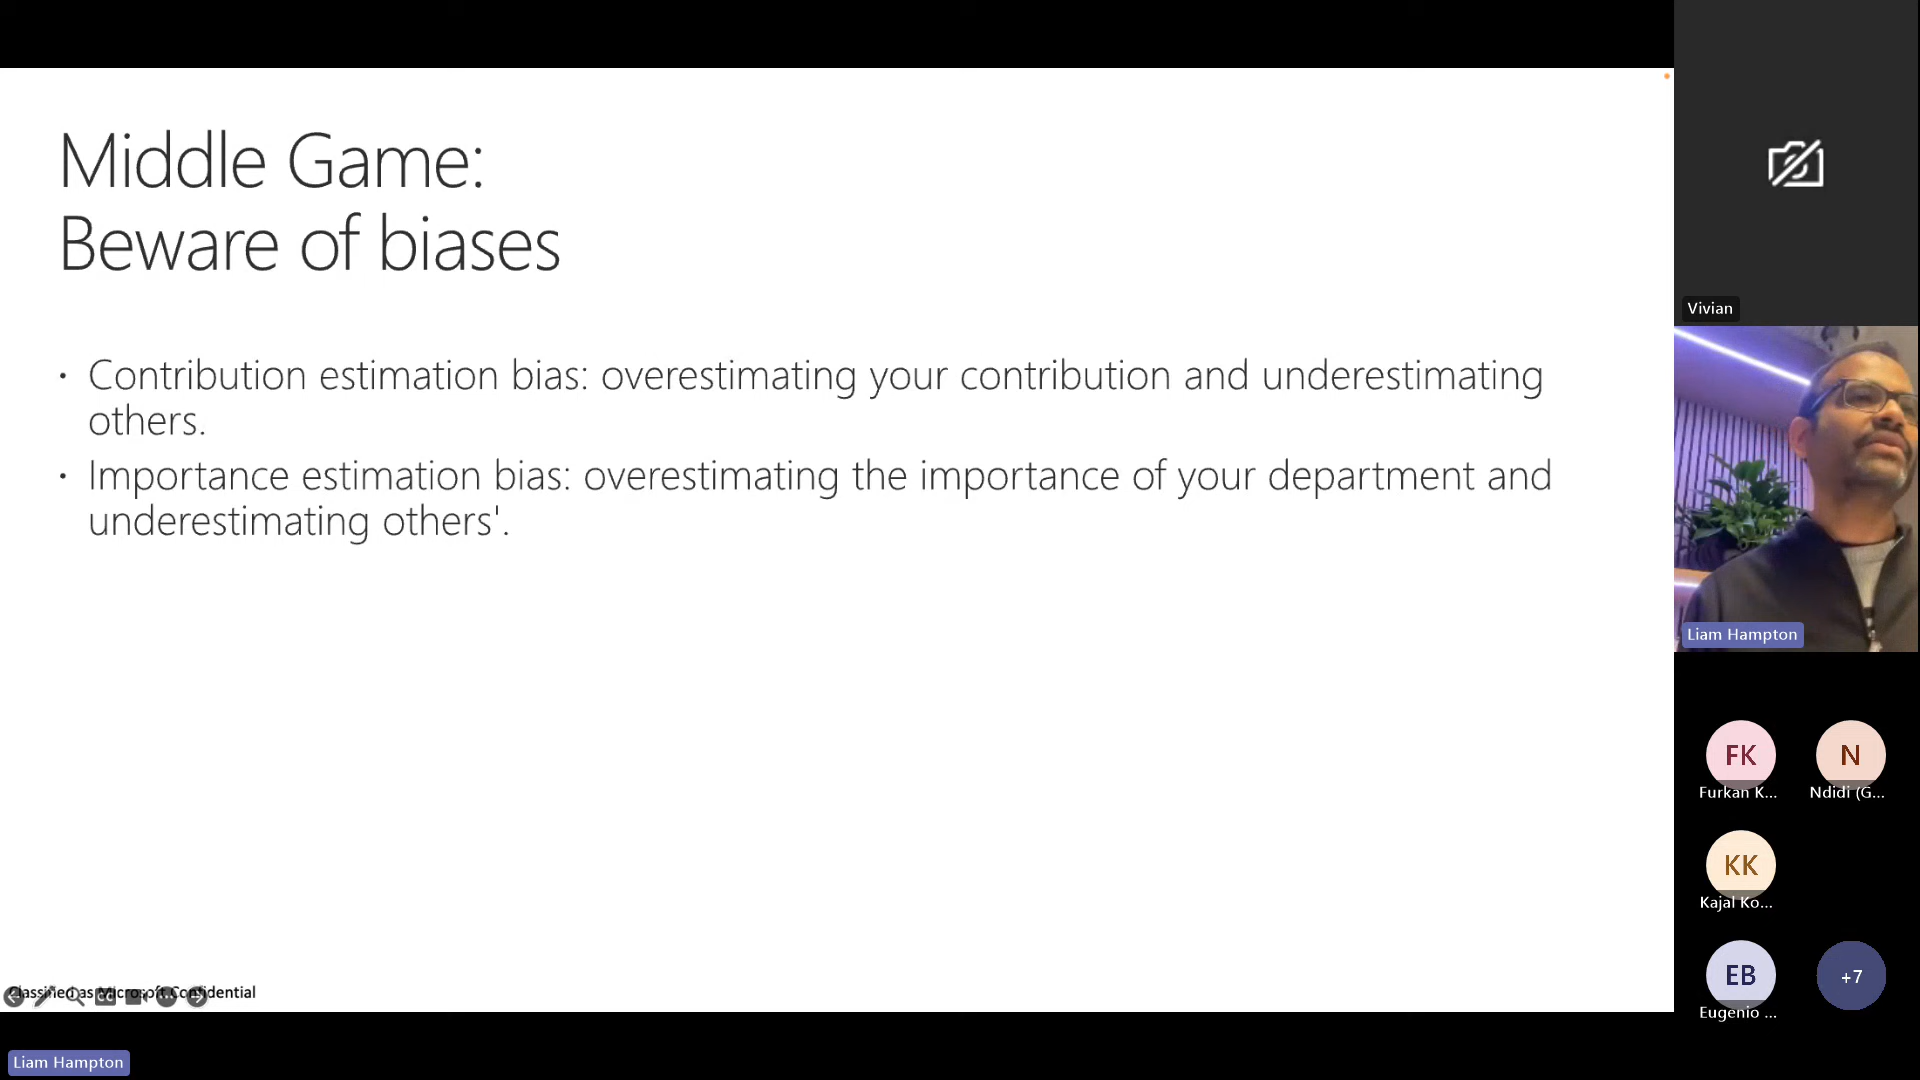 Middle Game:
Beware of biases
• Contribution estimation bias: overestimating your contribution and underestimating
others.
• Importance estimation bias: overestimating the importance of your department and
underestimating others'.
Classified as Microsoft Confidential
Liam Hampton
Vivian
Liam Hampton
FK
Furkan K...
N
Ndidi (G...
KK
Kajal Ko...
EB
Eugenio ...
+7